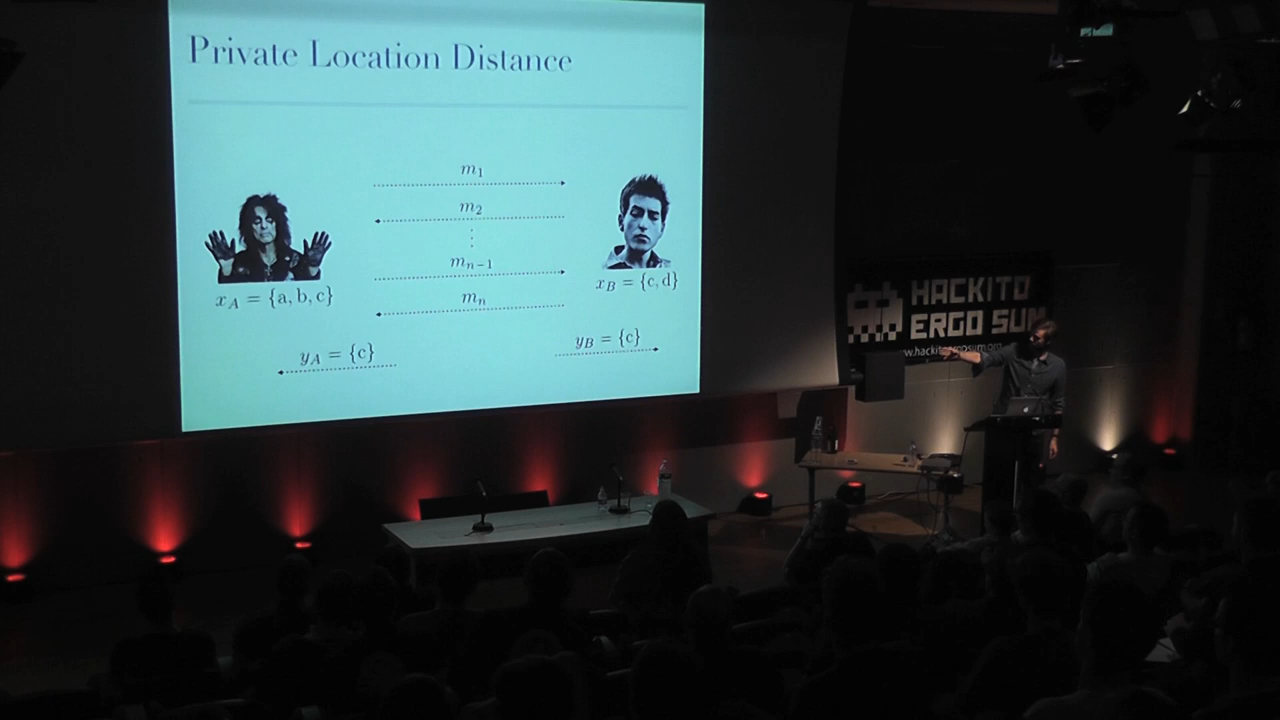 Private Location Distance
m₁
m₂
⋮
mₙ₋₁
mₙ
x_A = {a, b, c}
x_B = {c, d}
y_A = {c}
y_B = {c}
HACKITO
ERGO SUM